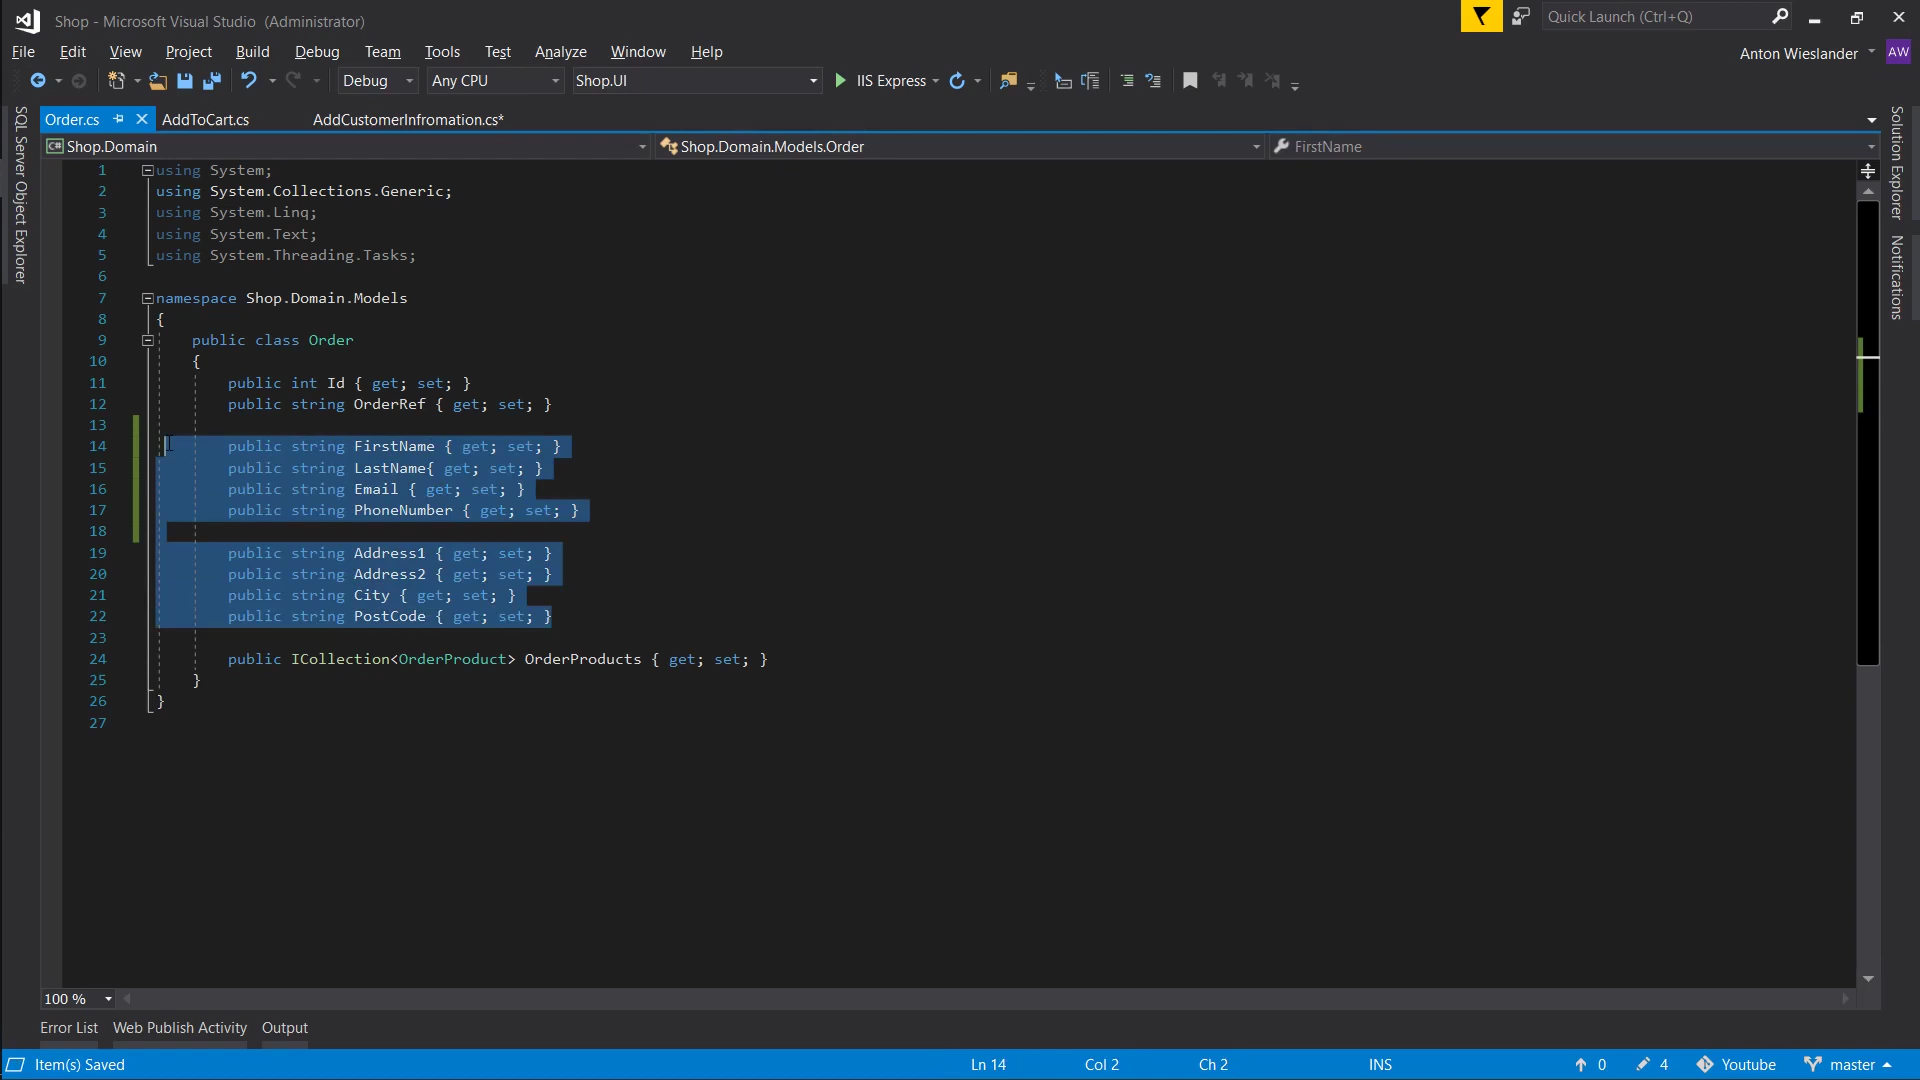 Shop - Microsoft Visual Studio (Administrator)
Quick Launch (Ctrl+Q)
File Edit View Project Build Debug Team Tools Test Analyze Window Help
Anton Wieslander AW
Debug Any CPU Shop.UI IIS Express
Order.cs AddToCart.cs AddCustomerInfromation.cs*
C# Shop.Domain Shop.Domain.Models.Order FirstName
SQL Server Object Explorer
Solution Explorer
Notifications
1 using System;
2 using System.Collections.Generic;
3 using System.Linq;
4 using System.Text;
5 using System.Threading.Tasks;
6
7 namespace Shop.Domain.Models
8 {
9 public class Order
10 {
11 public int Id { get; set; }
12 public string OrderRef { get; set; }
13
14 public string FirstName { get; set; }
15 public string LastName{ get; set; }
16 public string Email { get; set; }
17 public string PhoneNumber { get; set; }
18
19 public string Address1 { get; set; }
20 public string Address2 { get; set; }
21 public string City { get; set; }
22 public string PostCode { get; set; }
23
24 public ICollection<OrderProduct> OrderProducts { get; set; }
25 }
26 }
27
100 %
Error List Web Publish Activity Output
Item(s) Saved Ln 14 Col 2 Ch 2 INS 0 4 Youtube master